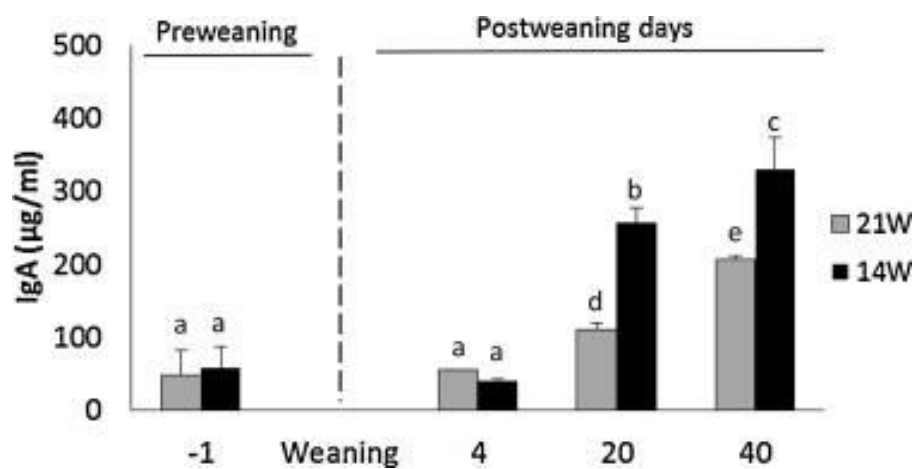 Preweaning
Postweaning days
IgA (µg/ml)
500
400
300
200
100
0
a
a
a
a
d
b
e
c
21W
14W
-1
Weaning
4
20
40